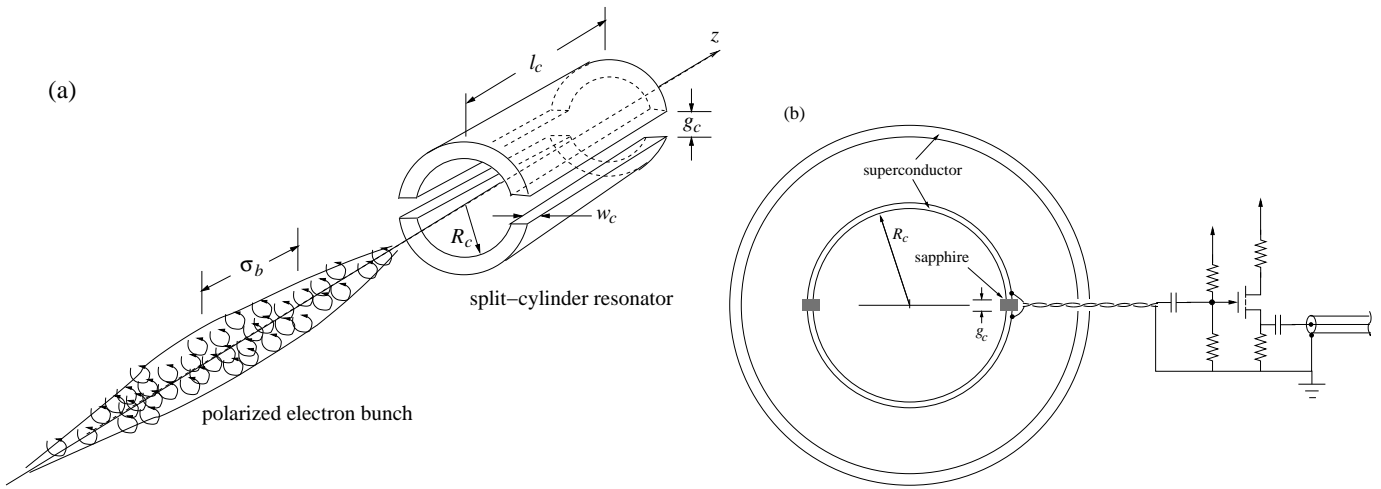 (a)
l_c
z
g_c
w_c
R_c
σ_b
split–cylinder resonator
polarized electron bunch
(b)
superconductor
R_c
sapphire
g_c